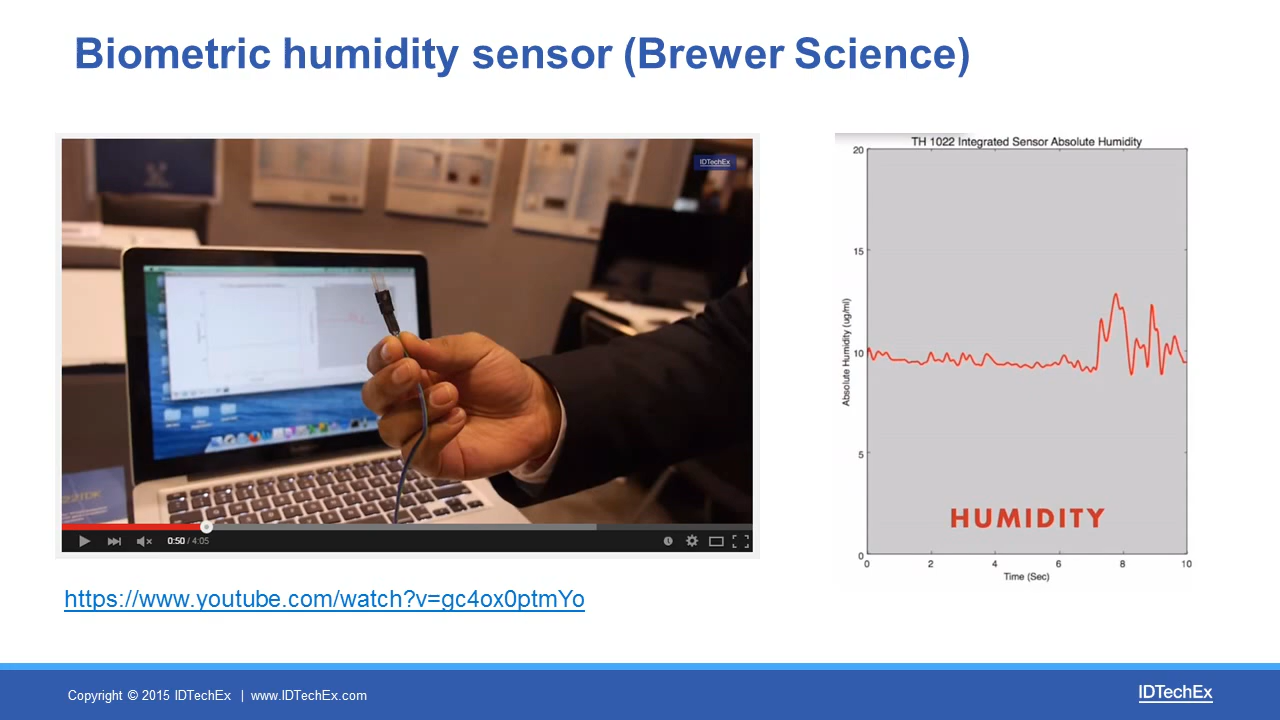 Biometric humidity sensor (Brewer Science)
IDTechEx
0:50 / 4:05
https://www.youtube.com/watch?v=gc4ox0ptmYo
TH 1022 Integrated Sensor Absolute Humidity
20
15
10
5
0
Absolute Humidity (ug/ml)
HUMIDITY
0 2 4 6 8 10
Time (Sec)
Copyright © 2015 IDTechEx | www.IDTechEx.com
IDTechEx